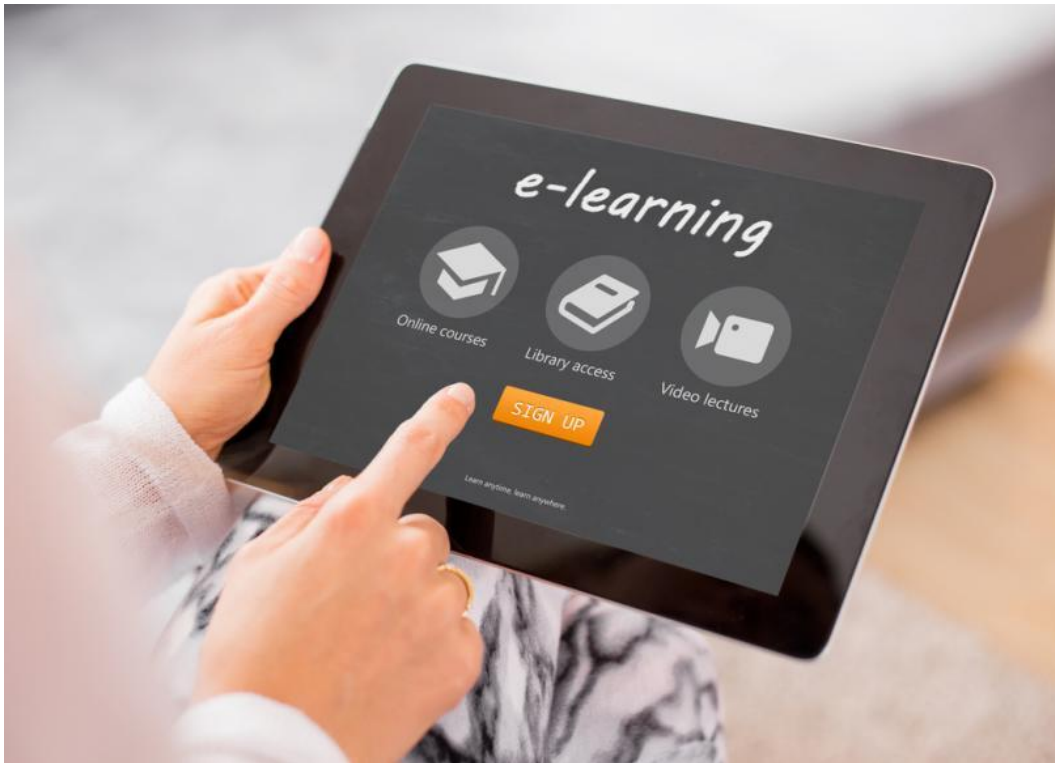 e-learning
Online courses
Library access
Video lectures
SIGN UP
Learn anytime, learn anywhere.